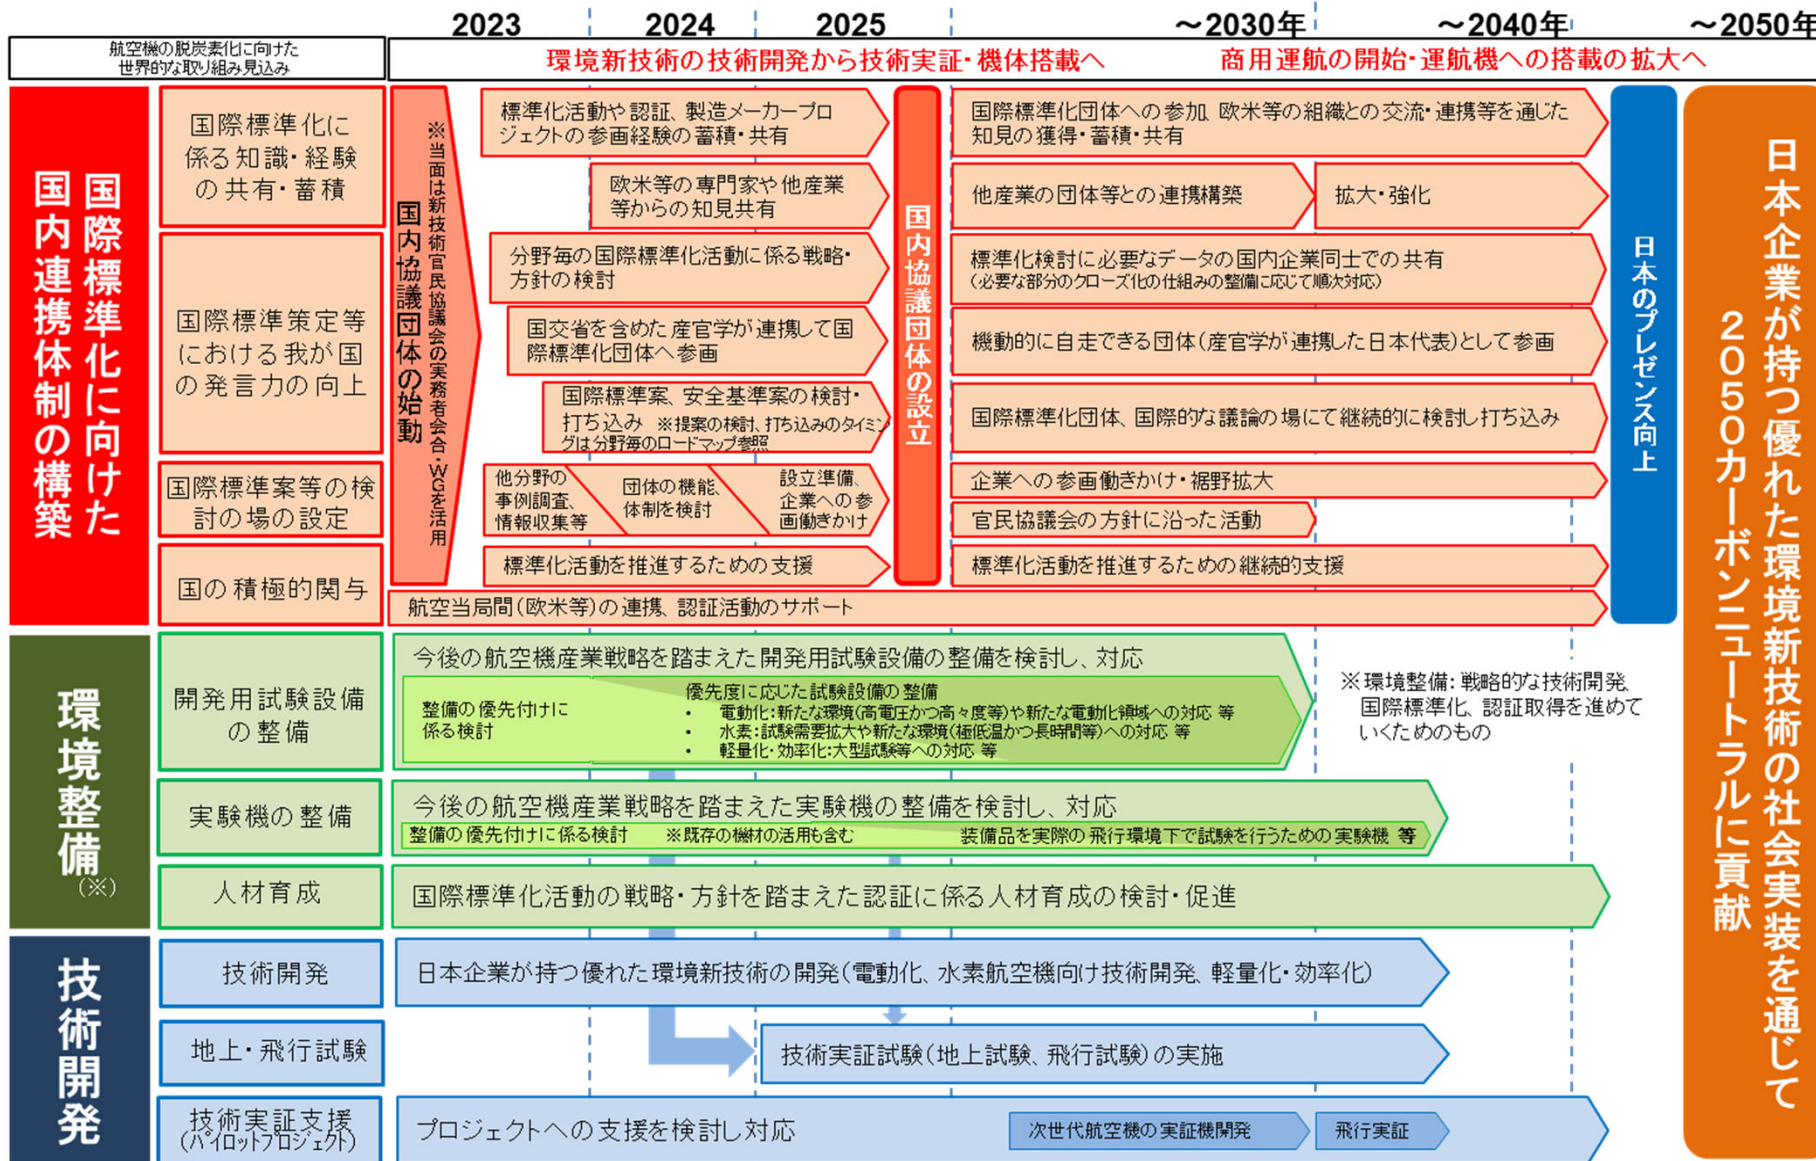 2023
2024
2025
～2030年
～2040年
～2050年
航空機の脱炭素化に向けた
世界的な取り組み見込み
環境新技術の技術開発から技術実証・機体搭載へ
商用運航の開始・運航機への搭載の拡大へ
国際標準化に向けた
国内連携体制の構築
国際標準化に
係る知識・経験
の共有・蓄積
国際標準策定等
における我が国
の発言力の向上
国際標準案等の検
討の場の設定
国の積極的関与
※当面は新技術官民協議会の実務者会合・WGを活用
国内協議団体の始動
標準化活動や認証、製造メーカープロ
ジェクトの参画経験の蓄積・共有
欧米等の専門家や他産業
等からの知見共有
分野毎の国際標準化活動に係る戦略・
方針の検討
国交省を含めた産官学が連携して国
際標準化団体へ参画
国際標準案、安全基準案の検討・
打ち込み ※提案の検討、打ち込みのタイミン
グは分野毎のロードマップ参照
他分野の
事例調査、
情報収集等
団体の機能、
体制を検討
設立準備、
企業への参
画働きかけ
標準化活動を推進するための支援
航空当局間(欧米等)の連携、認証活動のサポート
国内協議団体の設立
国際標準化団体への参加、欧米等の組織との交流・連携等を通じた
知見の獲得・蓄積・共有
他産業の団体等との連携構築
拡大・強化
標準化検討に必要なデータの国内企業同士での共有
(必要な部分のクローズ化の仕組みの整備に応じて順次対応)
機動的に自走できる団体(産官学が連携した日本代表)として参画
国際標準化団体、国際的な議論の場にて継続的に検討し打ち込み
企業への参画働きかけ・裾野拡大
官民協議会の方針に沿った活動
標準化活動を推進するための継続的支援
日本のプレゼンス向上
日本企業が持つ優れた環境新技術の社会実装を通じて
2050カーボンニュートラルに貢献
環境整備
(※)
開発用試験設備
の整備
今後の航空機産業戦略を踏まえた開発用試験設備の整備を検討し、対応
整備の優先付けに
係る検討
優先度に応じた試験設備の整備
• 電動化：新たな環境(高電圧かつ高々度等)や新たな電動化領域への対応 等
• 水素：試験需要拡大や新たな環境(極低温かつ長時間等)への対応 等
• 軽量化・効率化：大型試験等への対応 等
※環境整備：戦略的な技術開発、
国際標準化、認証取得を進めて
いくためのもの
実験機の整備
今後の航空機産業戦略を踏まえた実験機の整備を検討し、対応
整備の優先付けに係る検討 ※既存の機材の活用も含む
装備品を実際の飛行環境下で試験を行うための実験機 等
人材育成
国際標準化活動の戦略・方針を踏まえた認証に係る人材育成の検討・促進
技術開発
技術開発
日本企業が持つ優れた環境新技術の開発(電動化、水素航空機向け技術開発、軽量化・効率化)
地上・飛行試験
技術実証試験(地上試験、飛行試験)の実施
技術実証支援
(パイロットプロジェクト)
プロジェクトへの支援を検討し対応
次世代航空機の実証機開発
飛行実証